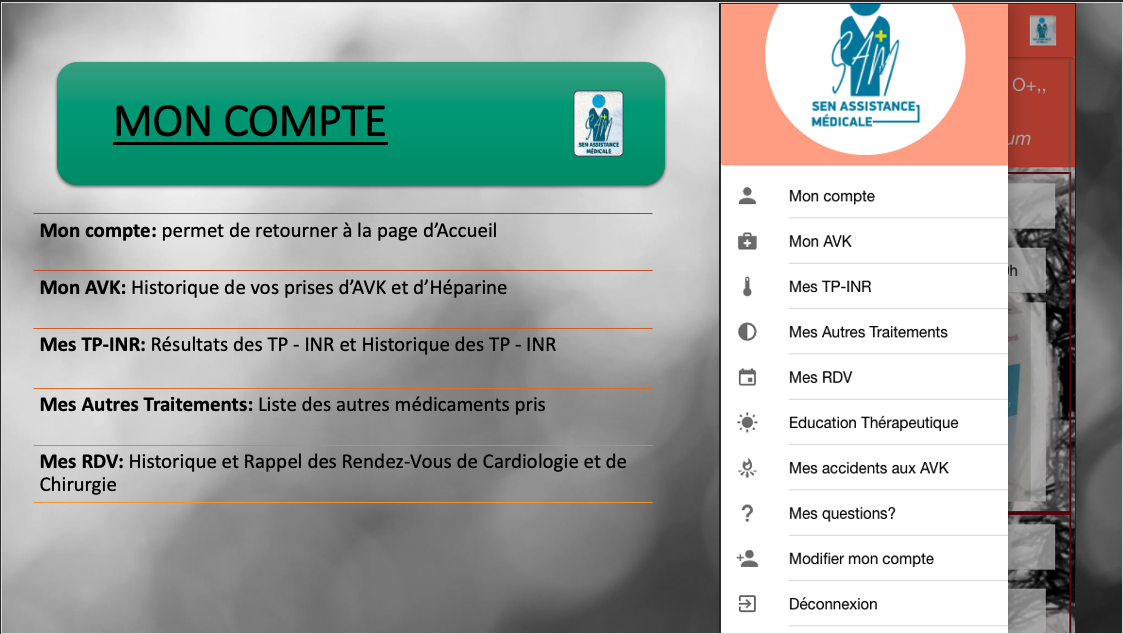 MON COMPTE
SEN ASSISTANCE
MÉDICALE
Mon compte: permet de retourner à la page d’Accueil
Mon AVK: Historique de vos prises d’AVK et d’Héparine
Mes TP-INR: Résultats des TP - INR et Historique des TP - INR
Mes Autres Traitements: Liste des autres médicaments pris
Mes RDV: Historique et Rappel des Rendez-Vous de Cardiologie et de
Chirurgie
SAM
SEN ASSISTANCE
MÉDICALE
O+,,
um
Mon compte
Mon AVK
Mes TP-INR
Mes Autres Traitements
Mes RDV
Education Thérapeutique
Mes accidents aux AVK
Mes questions?
Modifier mon compte
Déconnexion